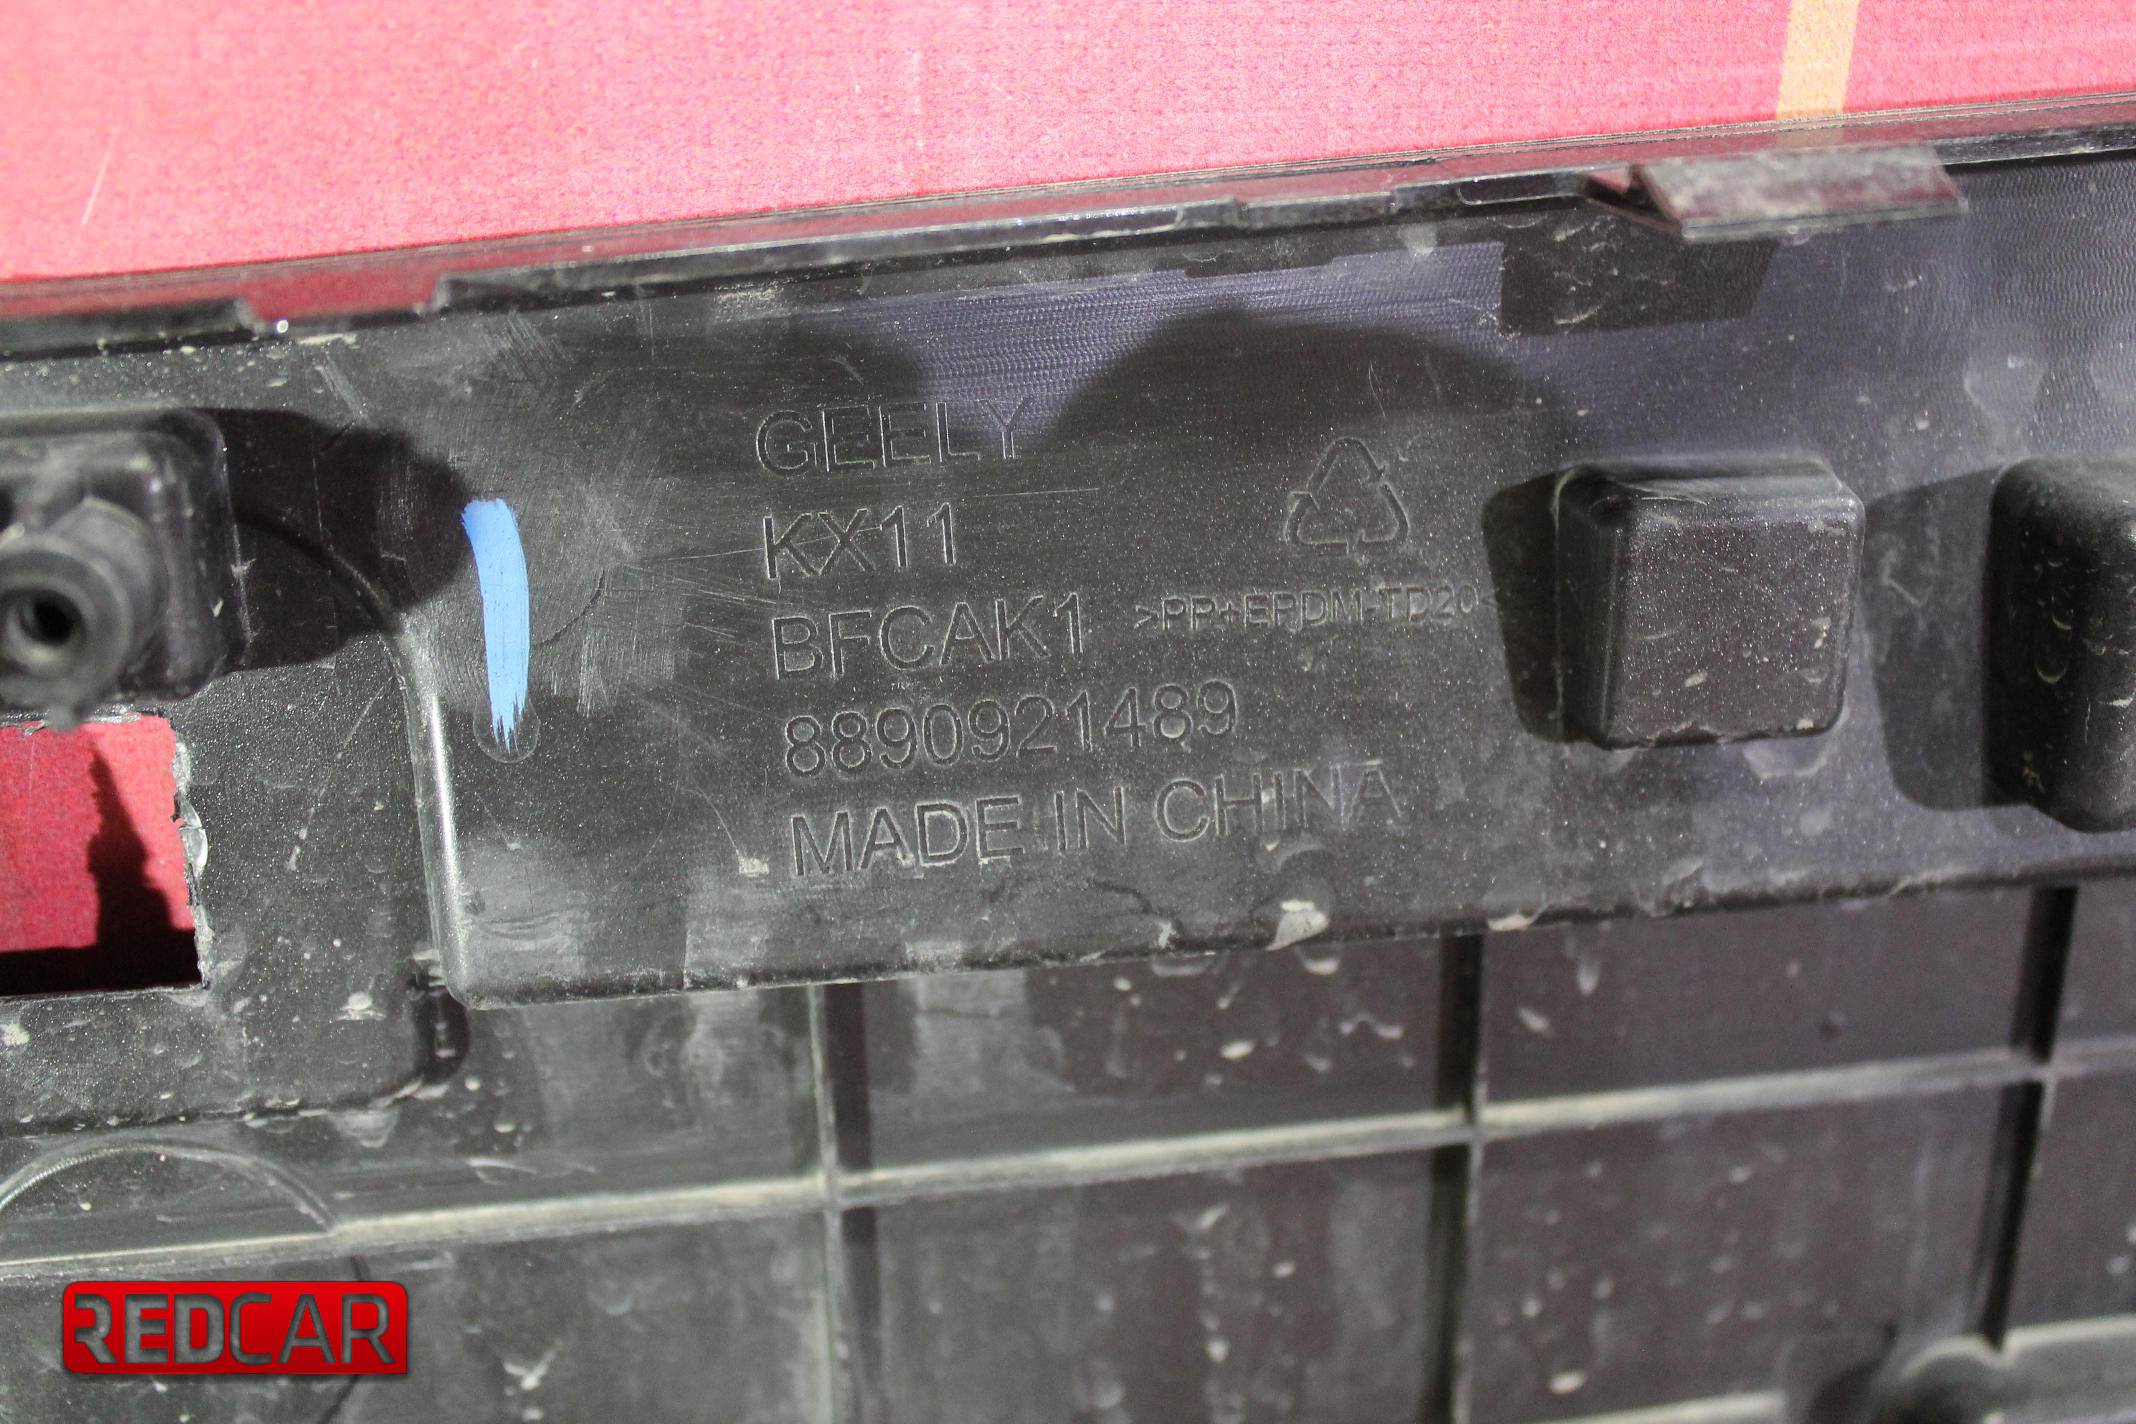 GEELY
KX11
BFCAK1
>PP+EPDM-TD20<
8890921489
MADE IN CHINA
REDCAR